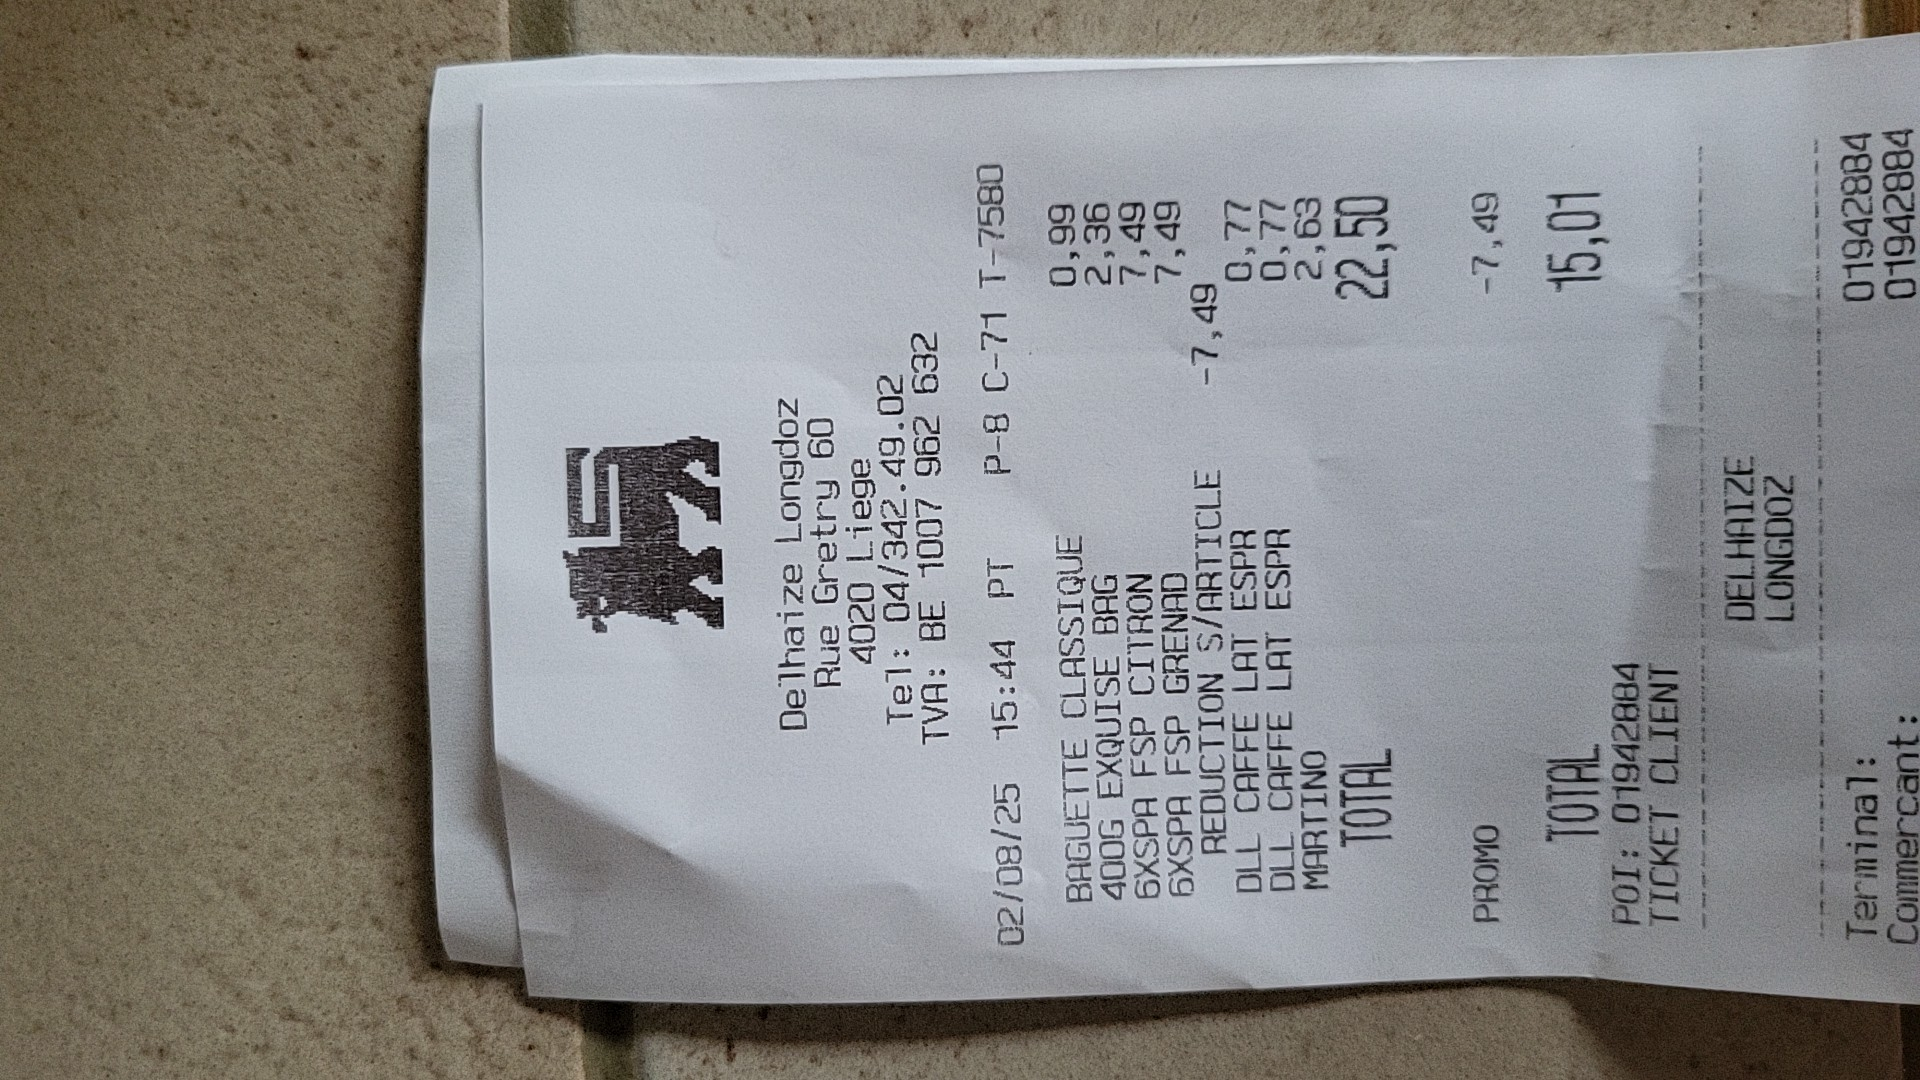 Delhaize Longdoz
Rue Gretry 60
4020 Liege
Tel: 04/342.49.02
TVA: BE 1007 962 632
02/08/25 15:44 PT P-8 C-71 T-7580
BAGUETTE CLASSIQUE 0,99
400G EXQUISE BAG 2,36
6XSPA FSP CITRON 7,49
6XSPA FSP GRENAD 7,49
REDUCTION S/ARTICLE -7,49
DLL CAFFE LAT ESPR 0,77
DLL CAFFE LAT ESPR 0,77
MARTINO 2,63
TOTAL 22,50
PROMO -7,49
TOTAL 15,01
POI: 01942884
TICKET CLIENT
DELHAIZE
LONGDOZ
Terminal: 01942884
Commercant: 01942884